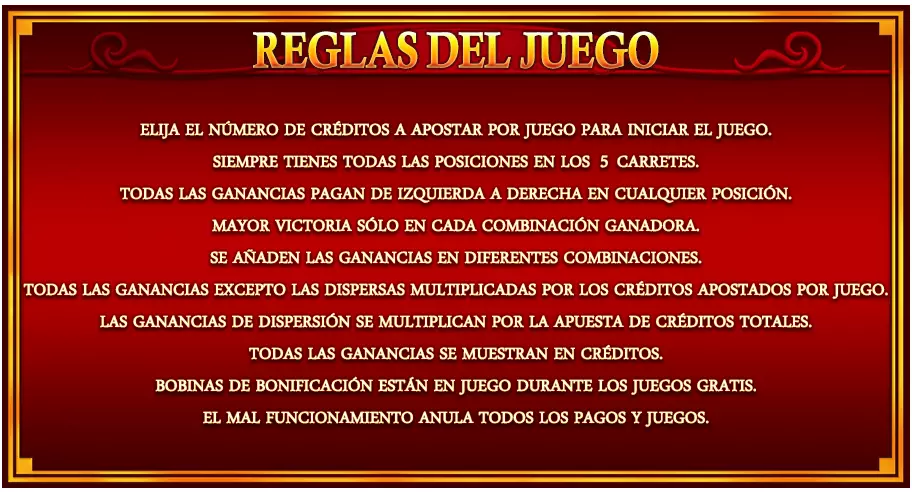 REGLAS DEL JUEGO
ELIJA EL NÚMERO DE CRÉDITOS A APOSTAR POR JUEGO PARA INICIAR EL JUEGO.
SIEMPRE TIENES TODAS LAS POSICIONES EN LOS 5 CARRETES.
TODAS LAS GANANCIAS PAGAN DE IZQUIERDA A DERECHA EN CUALQUIER POSICIÓN.
MAYOR VICTORIA SÓLO EN CADA COMBINACIÓN GANADORA.
SE AÑADEN LAS GANANCIAS EN DIFERENTES COMBINACIONES.
TODAS LAS GANANCIAS EXCEPTO LAS DISPERSAS MULTIPLICADAS POR LOS CRÉDITOS APOSTADOS POR JUEGO.
LAS GANANCIAS DE DISPERSIÓN SE MULTIPLICAN POR LA APUESTA DE CRÉDITOS TOTALES.
TODAS LAS GANANCIAS SE MUESTRAN EN CRÉDITOS.
BOBINAS DE BONIFICACIÓN ESTÁN EN JUEGO DURANTE LOS JUEGOS GRATIS.
EL MAL FUNCIONAMIENTO ANULA TODOS LOS PAGOS Y JUEGOS.